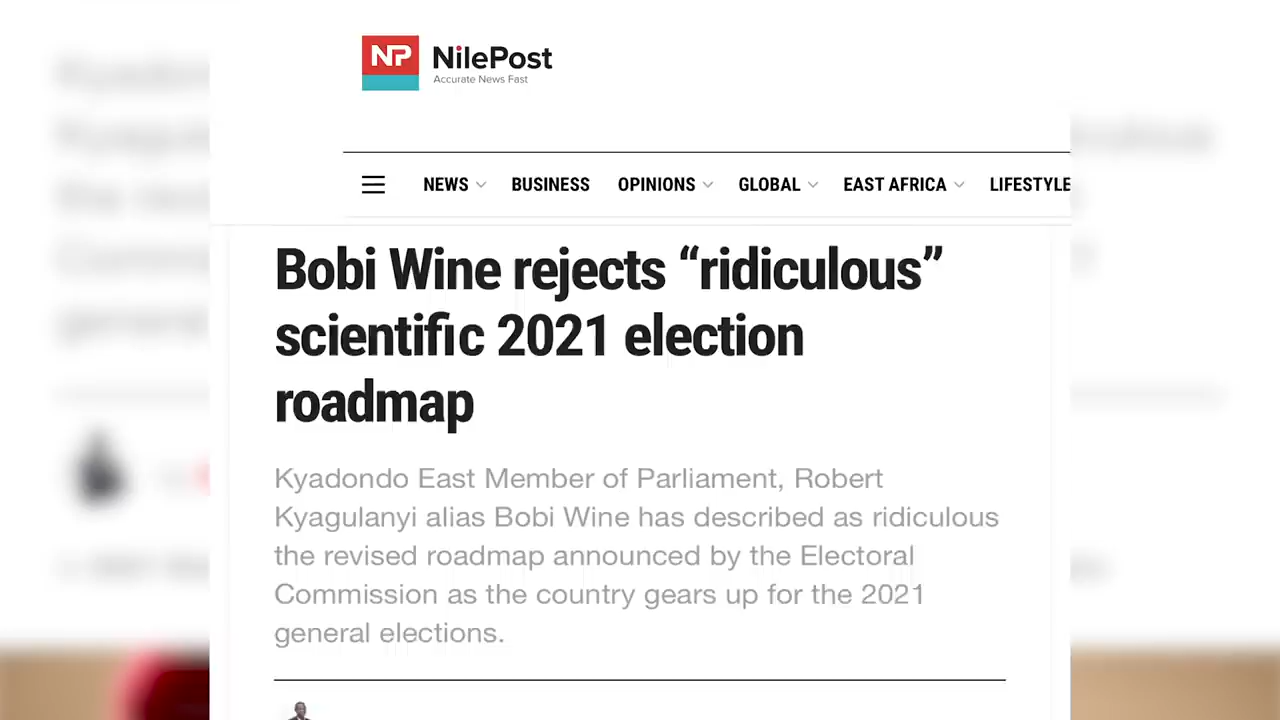 NP NilePost
Accurate News Fast
NEWS BUSINESS OPINIONS GLOBAL EAST AFRICA LIFESTYLE
Bobi Wine rejects “ridiculous”
scientific 2021 election
roadmap
Kyadondo East Member of Parliament, Robert
Kyagulanyi alias Bobi Wine has described as ridiculous
the revised roadmap announced by the Electoral
Commission as the country gears up for the 2021
general elections.